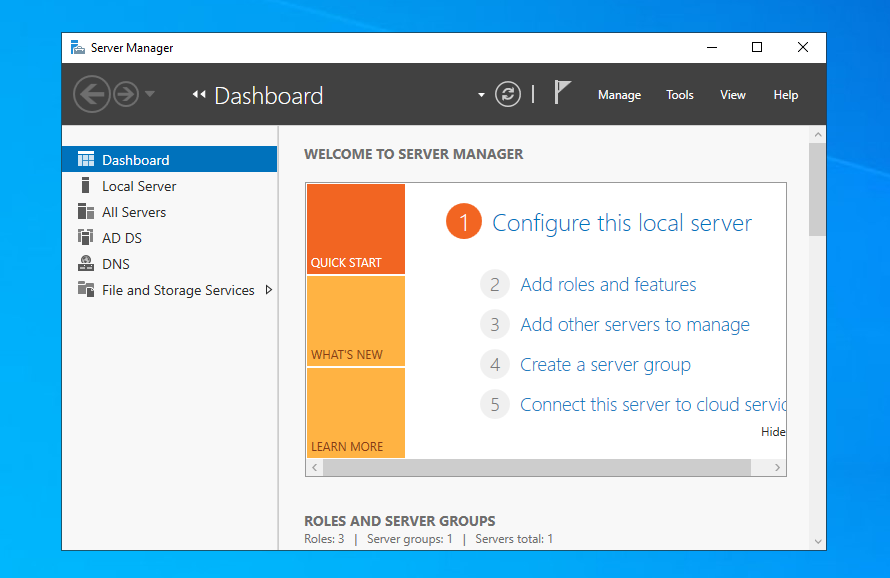 Server Manager
Dashboard
Manage Tools View Help
Dashboard
Local Server
All Servers
AD DS
DNS
File and Storage Services
WELCOME TO SERVER MANAGER
QUICK START
WHAT'S NEW
LEARN MORE
1 Configure this local server
2 Add roles and features
3 Add other servers to manage
4 Create a server group
5 Connect this server to cloud servic
Hide
ROLES AND SERVER GROUPS
Roles: 3 | Server groups: 1 | Servers total: 1